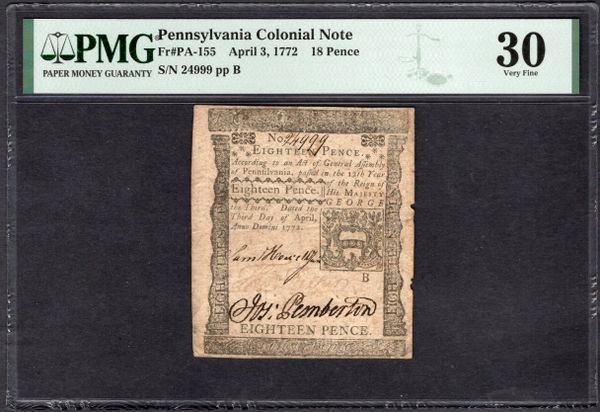 PMG
PAPER MONEY GUARANTY
Pennsylvania Colonial Note
Fr#PA-155 April 3, 1772 18 Pence
S/N 24999 pp B
30
Very Fine
No. 24999
EIGHTEEN PENCE.
According to an Act of General Assembly
of Pennsylvania, passed in the 12th Year
of the Reign of
Eighteen Pence.
His MAJESTY
GEORGE
the Third. Dated the
Third Day of April,
Anno Domini 1772.
B
Jos: Pemberton
EIGHTEEN PENCE.